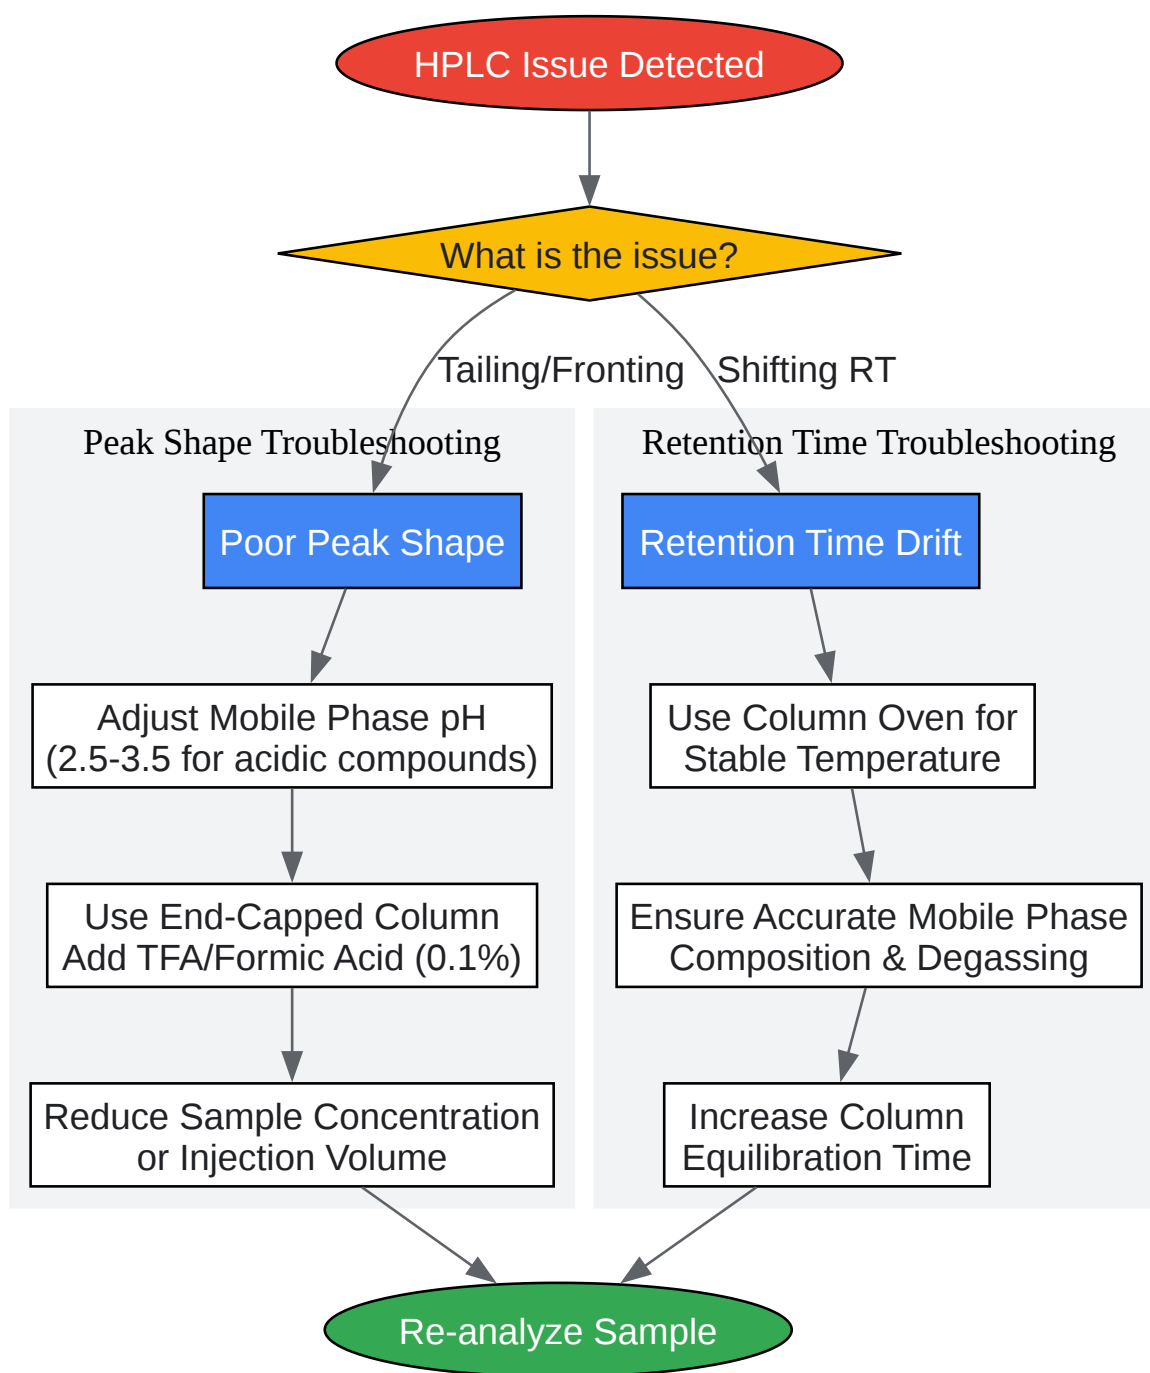 HPLC Issue Detected
What is the issue?
Tailing/Fronting
Shifting RT
Peak Shape Troubleshooting
Poor Peak Shape
Adjust Mobile Phase pH
(2.5-3.5 for acidic compounds)
Use End-Capped Column
Add TFA/Formic Acid (0.1%)
Reduce Sample Concentration
or Injection Volume
Retention Time Troubleshooting
Retention Time Drift
Use Column Oven for
Stable Temperature
Ensure Accurate Mobile Phase
Composition & Degassing
Increase Column
Equilibration Time
Re-analyze Sample